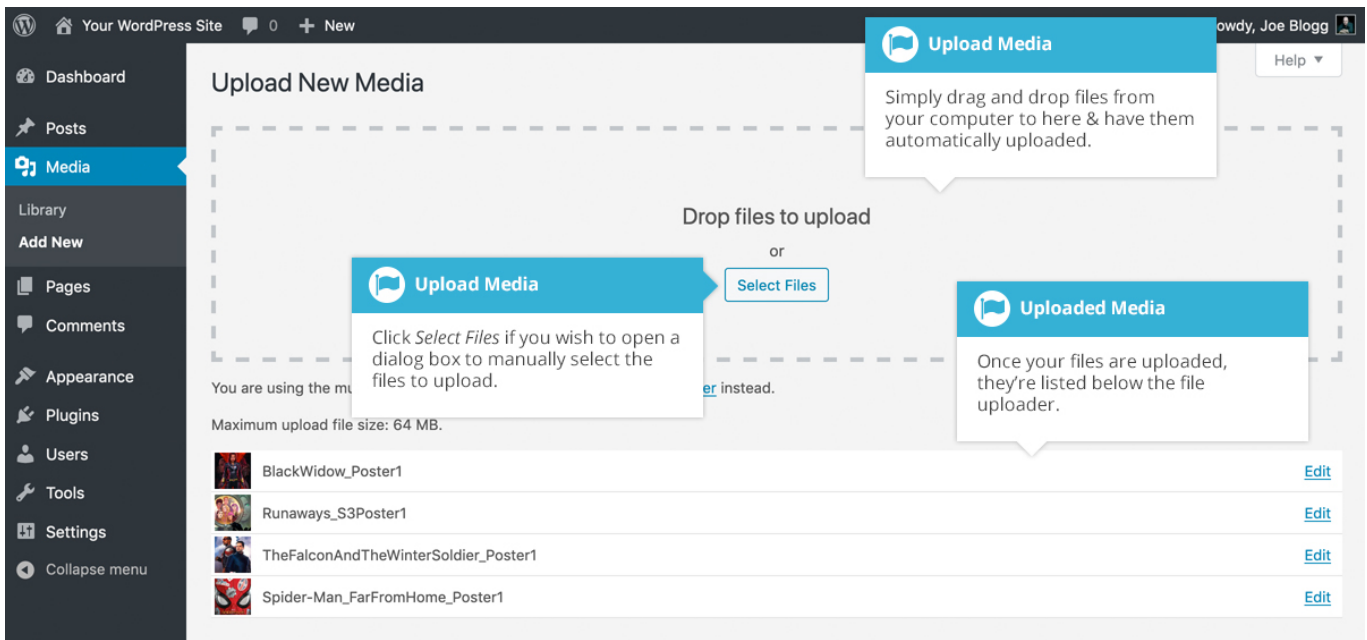 Your WordPress Site 0 + New
owdy, Joe Blogg
Help ▼
Dashboard
Posts
Media
Library
Add New
Pages
Comments
Appearance
Plugins
Users
Tools
Settings
Collapse menu
Upload New Media
Upload Media
Simply drag and drop files from
your computer to here & have them
automatically uploaded.
Drop files to upload
or
Select Files
Upload Media
Click Select Files if you wish to open a
dialog box to manually select the
files to upload.
Uploaded Media
Once your files are uploaded,
they’re listed below the file
uploader.
You are using the mu er instead.
Maximum upload file size: 64 MB.
BlackWidow_Poster1 Edit
Runaways_S3Poster1 Edit
TheFalconAndTheWinterSoldier_Poster1 Edit
Spider-Man_FarFromHome_Poster1 Edit